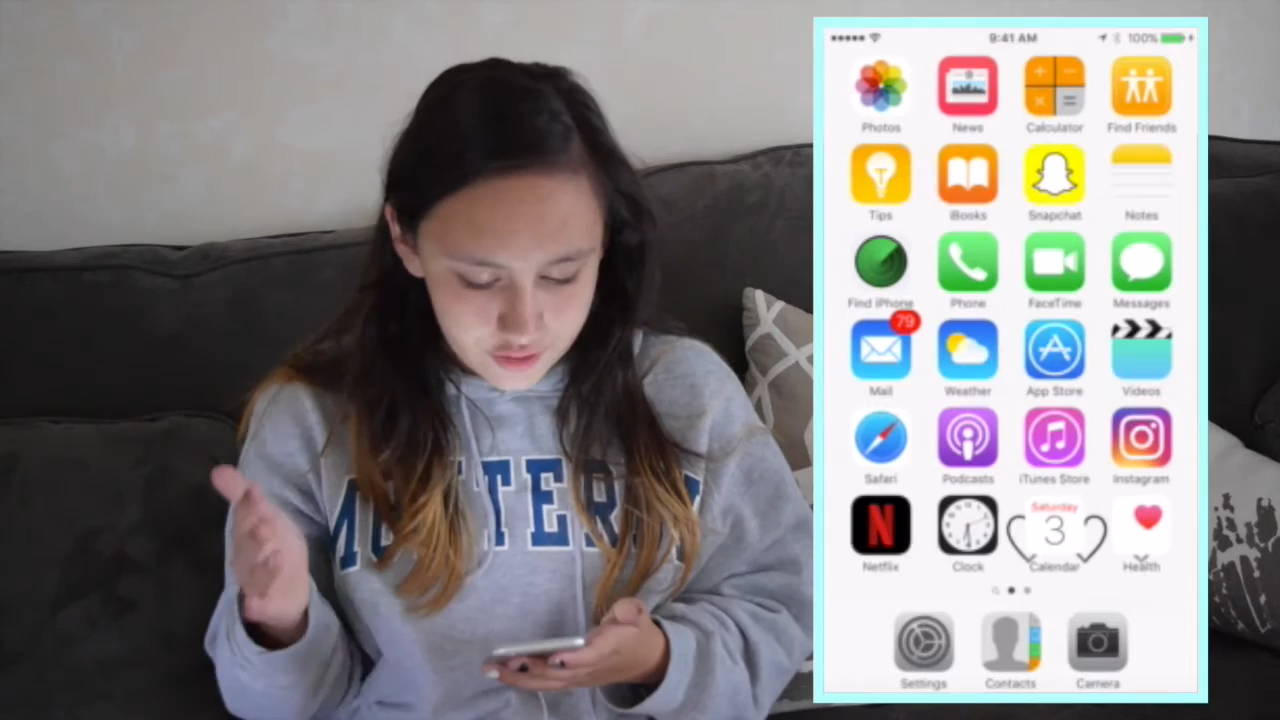 9:41 AM 100%
Photos News Calculator Find Friends
Tips iBooks Snapchat Notes
Find iPhone Phone FaceTime Messages
79
Mail Weather App Store Videos
Safari Podcasts iTunes Store Instagram
N
Saturday
3
Netflix Clock Calendar Health
Settings Contacts Camera